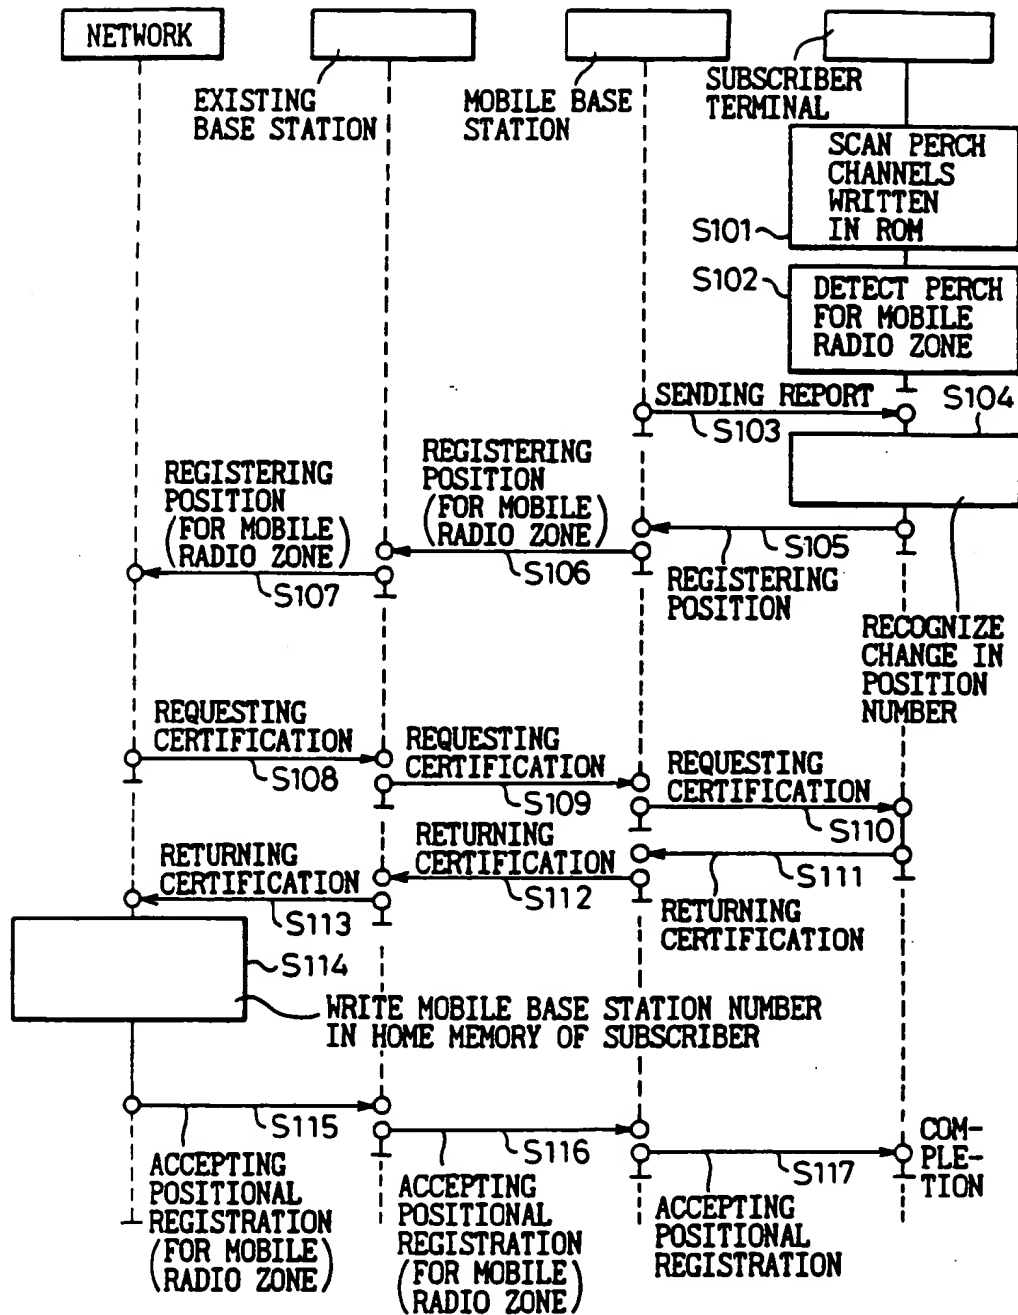 NETWORK
EXISTING
BASE STATION
MOBILE BASE
STATION
SUBSCRIBER
TERMINAL
SCAN PERCH
CHANNELS
WRITTEN
IN ROM
S101
S102
DETECT PERCH
FOR MOBILE
RADIO ZONE
SENDING REPORT
S103
S104
REGISTERING
POSITION
(FOR MOBILE)
(RADIO ZONE)
S107
REGISTERING
POSITION
(FOR MOBILE)
(RADIO ZONE)
S106
S105
REGISTERING
POSITION
RECOGNIZE
CHANGE IN
POSITION
NUMBER
REQUESTING
CERTIFICATION
S108
REQUESTING
CERTIFICATION
S109
REQUESTING
CERTIFICATION
S110
RETURNING
CERTIFICATION
S113
RETURNING
CERTIFICATION
S112
S111
RETURNING
CERTIFICATION
S114
WRITE MOBILE BASE STATION NUMBER
IN HOME MEMORY OF SUBSCRIBER
S115
ACCEPTING
POSITIONAL
REGISTRATION
(FOR MOBILE)
(RADIO ZONE)
S116
ACCEPTING
POSITIONAL
REGISTRATION
(FOR MOBILE)
(RADIO ZONE)
S117
ACCEPTING
POSITIONAL
REGISTRATION
COM-
PLE-
TION